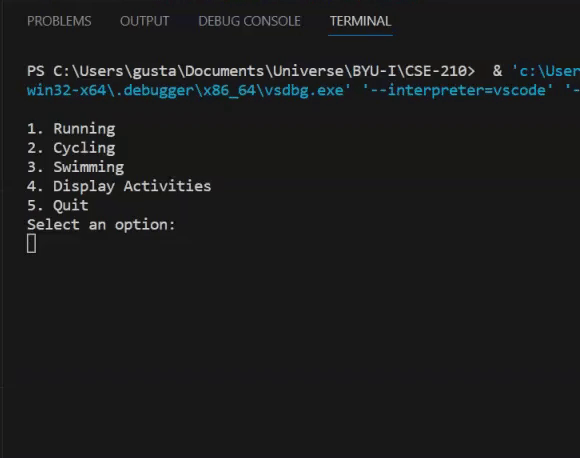 PROBLEMS OUTPUT DEBUG CONSOLE TERMINAL
PS C:\Users\gusta\Documents\Universe\BYU-I\CSE-210>  & 'c:\User
win32-x64\.debugger\x86_64\vsdbg.exe' '--interpreter=vscode' '-
1. Running
2. Cycling
3. Swimming
4. Display Activities
5. Quit
Select an option: